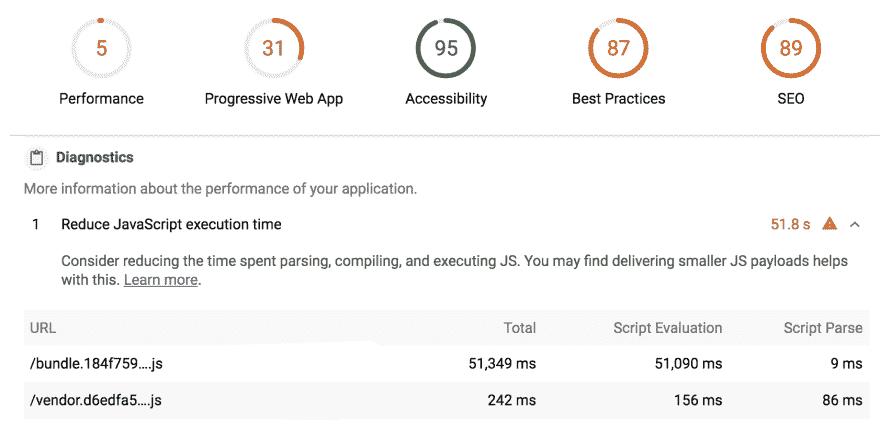 5 31 95 87 89
Performance Progressive Web App Accessibility Best Practices SEO
Diagnostics
More information about the performance of your application.
1 Reduce JavaScript execution time 51.8 s
Consider reducing the time spent parsing, compiling, and executing JS. You may find delivering smaller JS payloads helps
with this. Learn more.
URL Total Script Evaluation Script Parse
/bundle.184f759....js 51,349 ms 51,090 ms 9 ms
/vendor.d6edfa5....js 242 ms 156 ms 86 ms